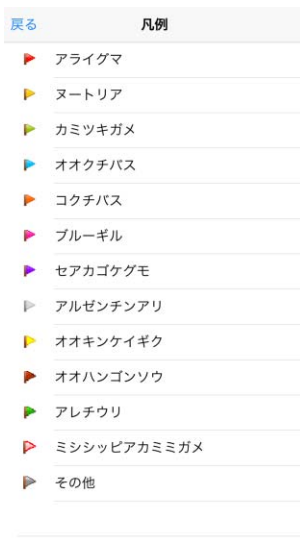 戻る 凡例
アライグマ
ヌートリア
カミツキガメ
オオクチバス
コクチバス
ブルーギル
セアカゴケグモ
アルゼンチンアリ
オオキンケイギク
オオハンゴンソウ
アレチウリ
ミシシッピアカミミガメ
その他